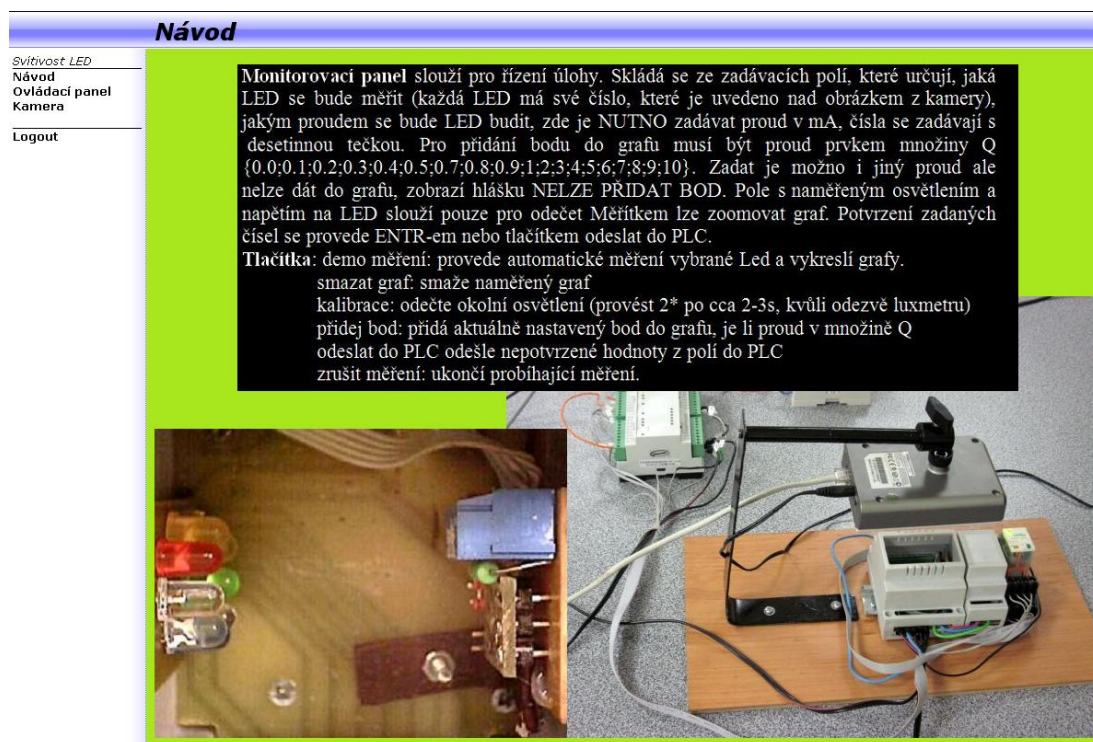 Návod
Svítivost LED
Návod
Ovládací panel
Kamera
Logout
Monitorovací panel slouží pro řízení úlohy. Skládá se ze zadávacích polí, které určují, jaká
LED se bude měřit (každá LED má své číslo, které je uvedeno nad obrázkem z kamery),
jakým proudem se bude LED budit, zde je NUTNO zadávat proud v mA, čísla se zadávají s
desetinnou tečkou. Pro přidání bodu do grafu musí být proud prvkem množiny Q
{0.0;0.1;0.2;0.3;0.4;0.5;0.7;0.8;0.9;1;2;3;4;5;6;7;8;9;10}. Zadat je možno i jiný proud ale
nelze dát do grafu, zobrazí hlášku NELZE PŘIDAT BOD. Pole s naměřeným osvětlením a
napětím na LED slouží pouze pro odečet Měřítkem lze zoomovat graf. Potvrzení zadaných
čísel se provede ENTR-em nebo tlačítkem odeslat do PLC.
Tlačítka: demo měření: provede automatické měření vybrané Led a vykreslí grafy.
smazat graf: smaže naměřený graf
kalibrace: odečte okolní osvětlení (provést 2* po cca 2-3s, kvůli odezvě luxmetru)
přidej bod: přidá aktuálně nastavený bod do grafu, je li proud v množině Q
odeslat do PLC odešle nepotvrzené hodnoty z polí do PLC
zrušit měření: ukončí probíhající měření.